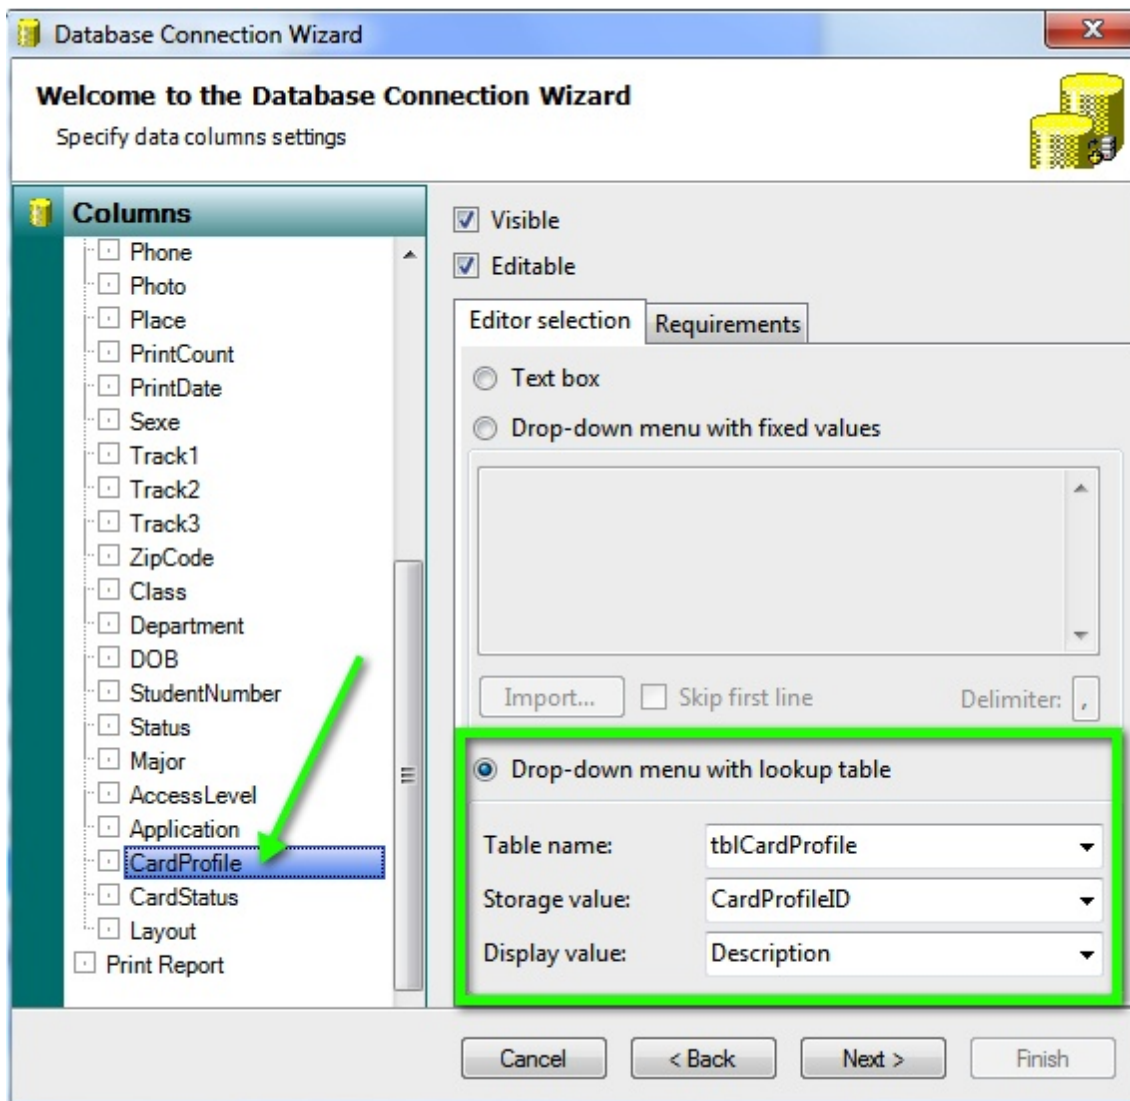 Database Connection Wizard
x
Welcome to the Database Connection Wizard
Specify data columns settings
Columns
Phone
Photo
Place
PrintCount
PrintDate
Sexe
Track1
Track2
Track3
ZipCode
Class
Department
DOB
StudentNumber
Status
Major
AccessLevel
Application
CardProfile
CardStatus
Layout
Print Report
Visible
Editable
Editor selection Requirements
Text box
Drop-down menu with fixed values
Import... Skip first line Delimiter: ,
Drop-down menu with lookup table
Table name: tblCardProfile
Storage value: CardProfileID
Display value: Description
Cancel < Back Next > Finish